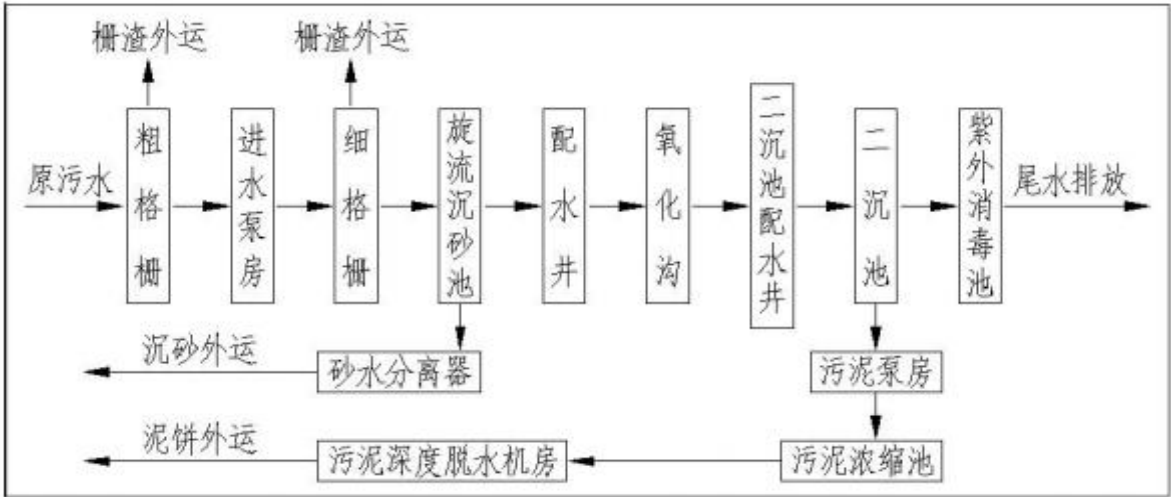 栅渣外运
栅渣外运
原污水
粗格栅
进水泵房
细格栅
旋流沉砂池
配水井
氧化沟
二沉池配水井
二沉池
紫外消毒池
尾水排放
沉砂外运
砂水分离器
污泥泵房
泥饼外运
污泥深度脱水机房
污泥浓缩池